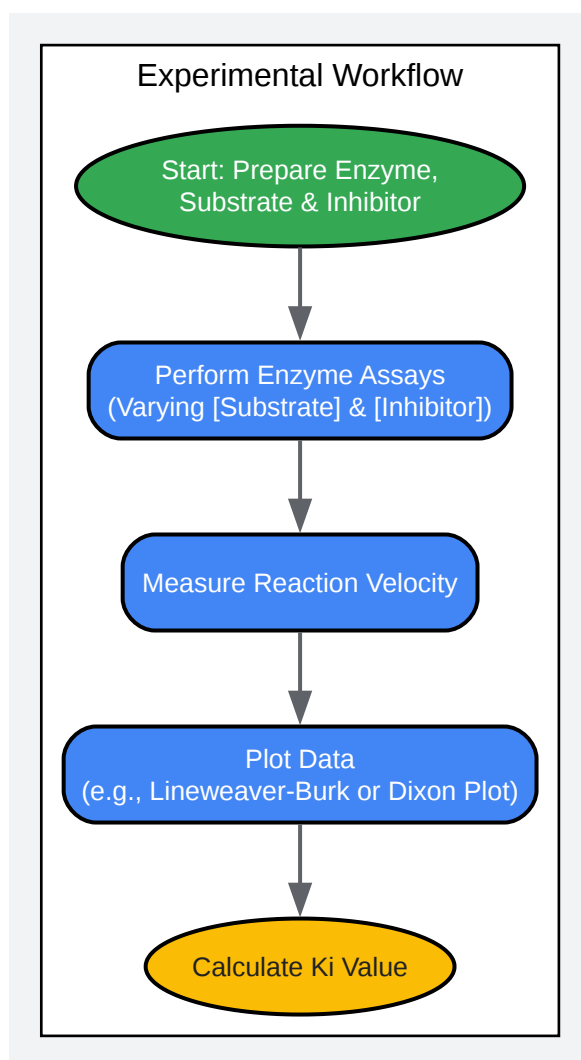 Experimental Workflow
Start: Prepare Enzyme,
Substrate & Inhibitor
Perform Enzyme Assays
(Varying [Substrate] & [Inhibitor])
Measure Reaction Velocity
Plot Data
(e.g., Lineweaver-Burk or Dixon Plot)
Calculate Ki Value